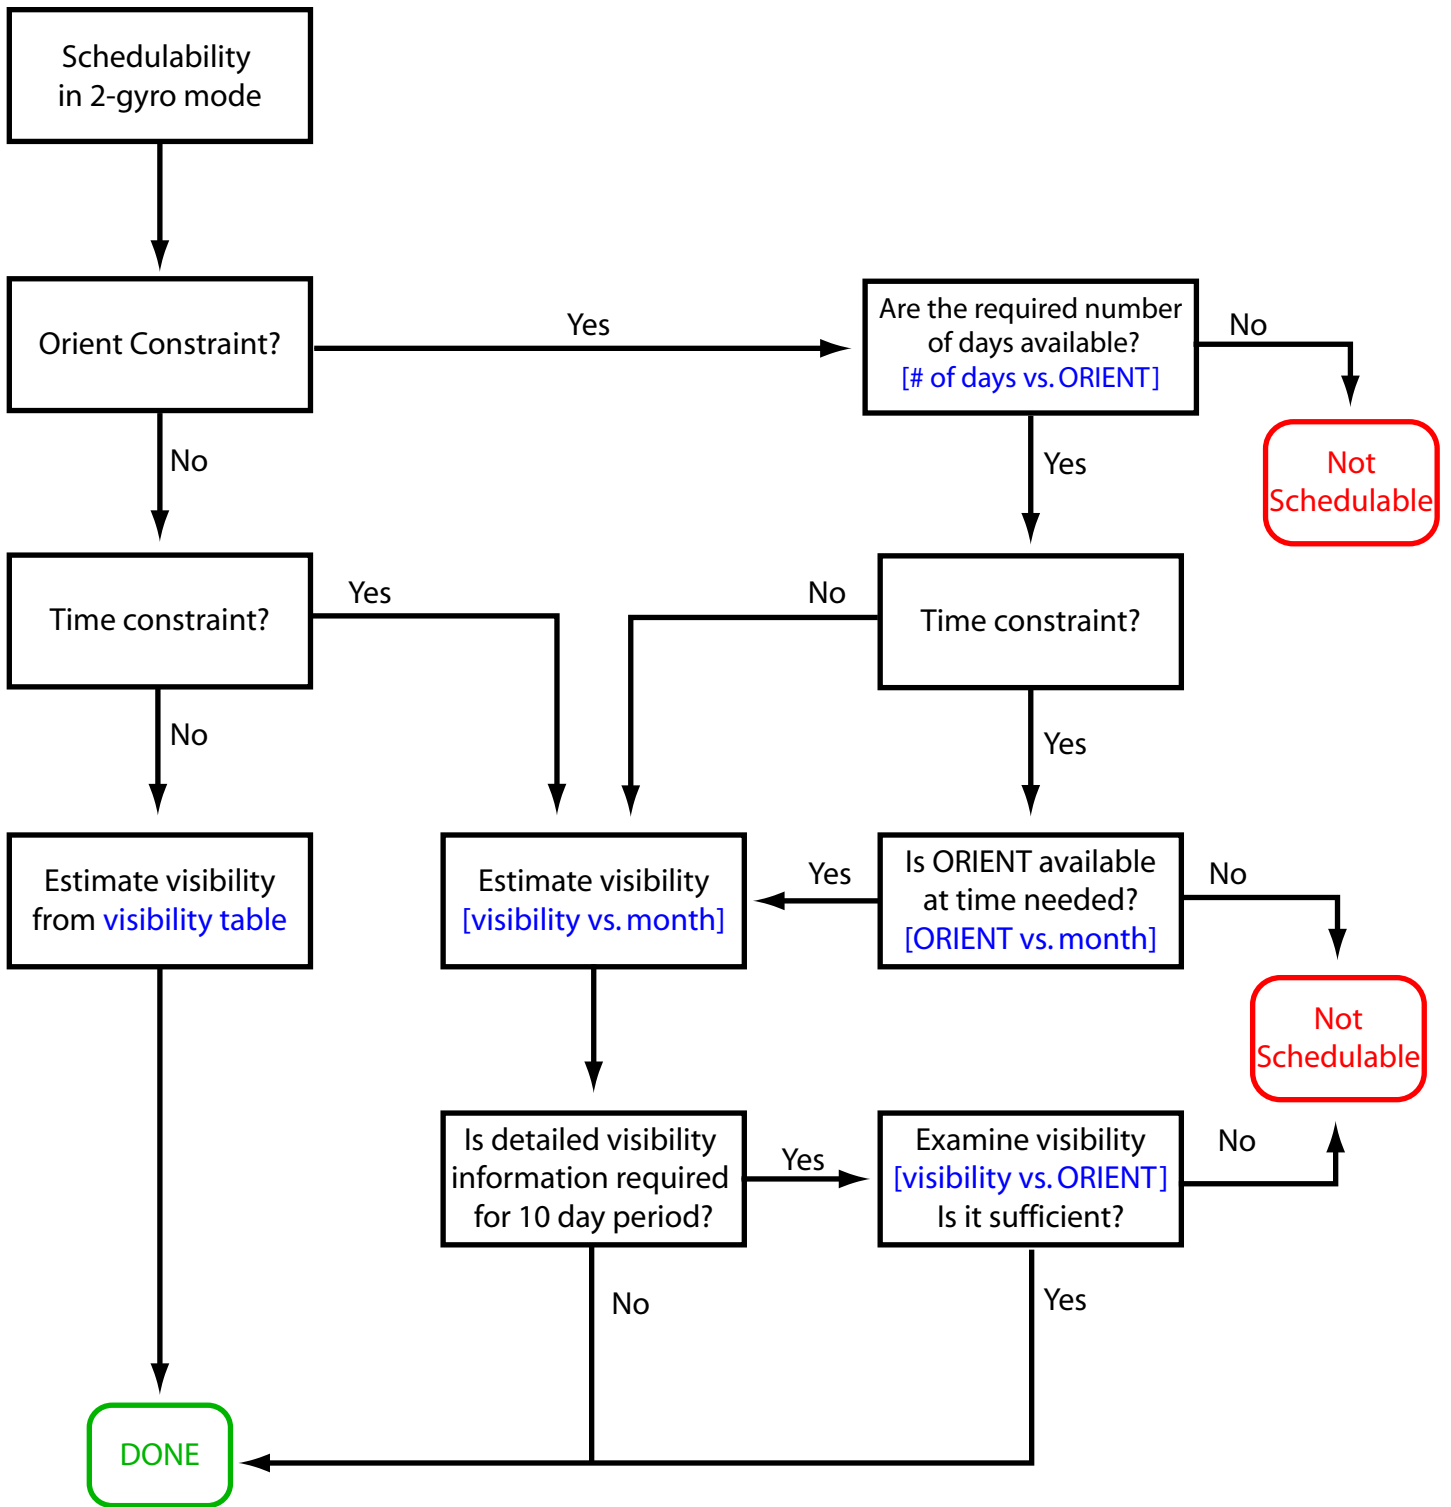 Schedulability
in 2-gyro mode
Orient Constraint?
Yes
Are the required number
of days available?
[# of days vs. ORIENT]
No
Not
Schedulable
No
Yes
Time constraint?
Yes
No
Time constraint?
No
Yes
Estimate visibility
from visibility table
Estimate visibility
[visibility vs. month]
Yes
Is ORIENT available
at time needed?
[ORIENT vs. month]
No
Not
Schedulable
Is detailed visibility
information required
for 10 day period?
Yes
Examine visibility
[visibility vs. ORIENT]
Is it sufficient?
No
No
Yes
DONE